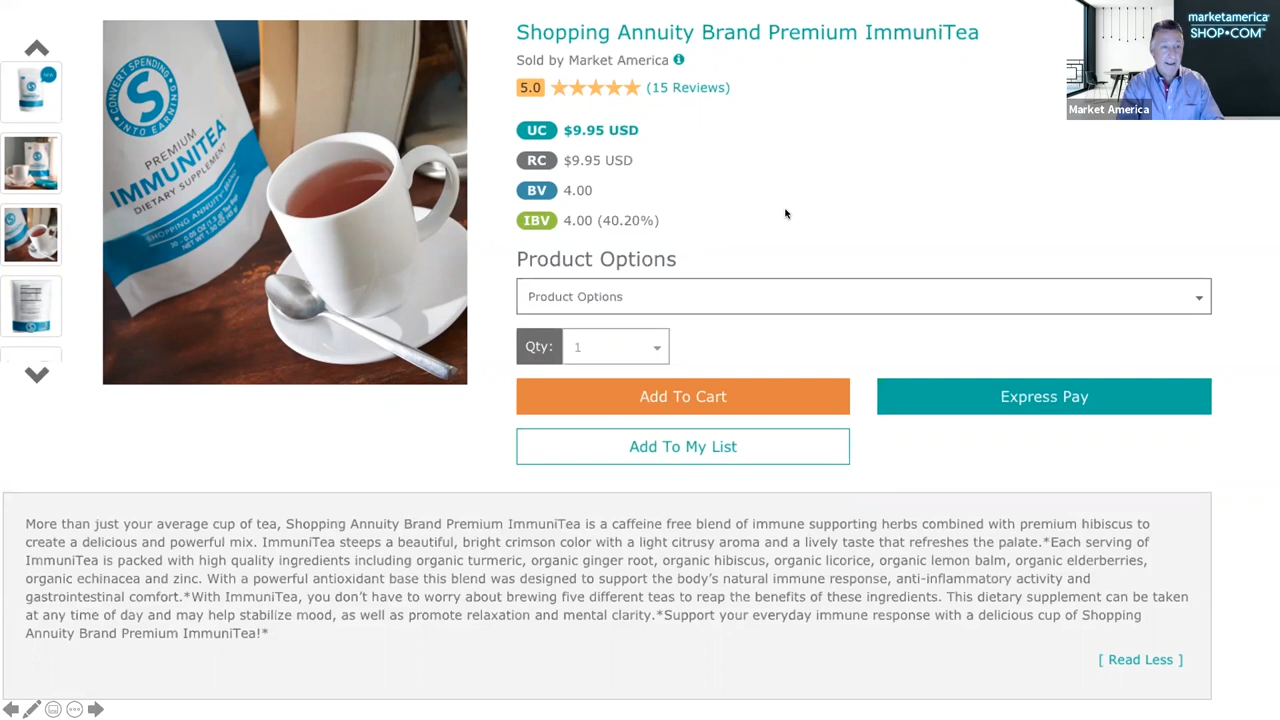 Shopping Annuity Brand Premium ImmuniTea
Sold by Market America
5.0 (15 Reviews)
UC $9.95 USD
RC $9.95 USD
BV 4.00
IBV 4.00 (40.20%)
Product Options
Product Options
Qty: 1
Add To Cart
Express Pay
Add To My List
CONVERT SPENDING
INTO EARNING
S
PREMIUM
IMMUNITEA
DIETARY SUPPLEMENT
SHOPPING ANNUITY BRAND
marketamerica
SHOP•COM
Market America
More than just your average cup of tea, Shopping Annuity Brand Premium ImmuniTea is a caffeine free blend of immune supporting herbs combined with premium hibiscus to
create a delicious and powerful mix. ImmuniTea steeps a beautiful, bright crimson color with a light citrusy aroma and a lively taste that refreshes the palate.*Each serving of
ImmuniTea is packed with high quality ingredients including organic turmeric, organic ginger root, organic hibiscus, organic licorice, organic lemon balm, organic elderberries,
organic echinacea and zinc. With a powerful antioxidant base this blend was designed to support the body's natural immune response, anti-inflammatory activity and
gastrointestinal comfort.*With ImmuniTea, you don't have to worry about brewing five different teas to reap the benefits of these ingredients. This dietary supplement can be taken
at any time of day and may help stabilize mood, as well as promote relaxation and mental clarity.*Support your everyday immune response with a delicious cup of Shopping
Annuity Brand Premium ImmuniTea!*
[ Read Less ]